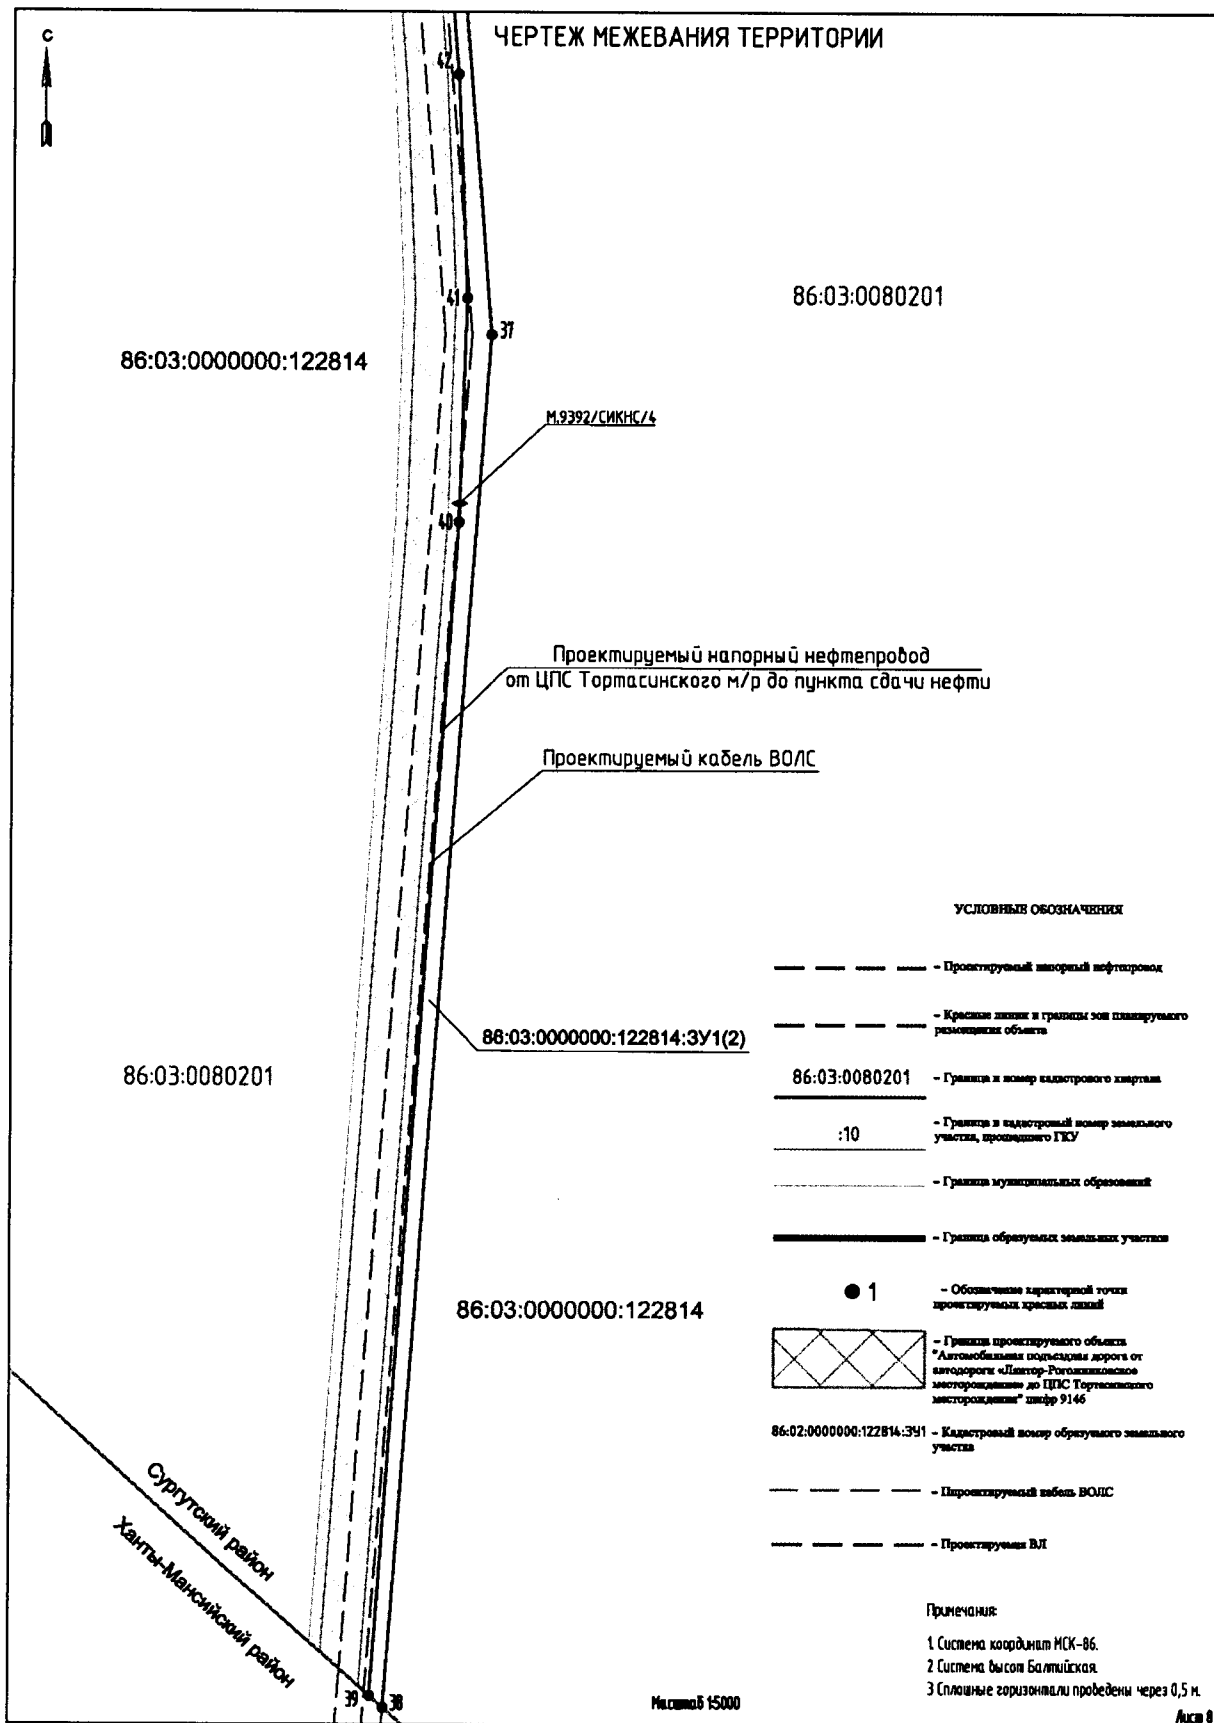 ЧЕРТЕЖ МЕЖЕВАНИЯ ТЕРРИТОРИИ
С
42
41
37
86:03:0080201
86:03:0000000:122814
М.9392/СИКНС/4
40
Проектируемый напорный нефтепровод
от ЦПС Тортасинского м/р до пункта сдачи нефти
Проектируемый кабель ВОЛС
86:03:0000000:122814:ЗУ1(2)
86:03:0080201
86:03:0000000:122814
Сургутский район
Ханты-Мансийский район
39
38
УСЛОВНЫЕ ОБОЗНАЧЕНИЯ
- Проектируемый напорный нефтепровод
- Красные линии и границы зон планируемого
размещения объекта
86:03:0080201
- Граница и номер кадастрового квартала
:10
- Граница и кадастровый номер земельного
участка, прошедшего ГКУ
- Граница муниципальных образований
- Граница образуемых земельных участков
1
- Обозначение характерной точки
проектируемых красных линий
- Граница проектируемого объекта
"Автомобильная подъездная дорога от
автодороги «Лянтор-Рогожниковское
месторождение» до ЦПС Тортасинского
месторождения" шифр 9146
86:02:0000000:122814:ЗУ1
- Кадастровый номер образуемого земельного
участка
- Пироектируемый кабель ВОЛС
- Проектируемая ВЛ
Примечания:
1 Система координат МСК-86.
2 Система высот Балтийская.
3 Сплошные горизонтали проведены через 0,5 м.
Масштаб 1:5000
Лист 8